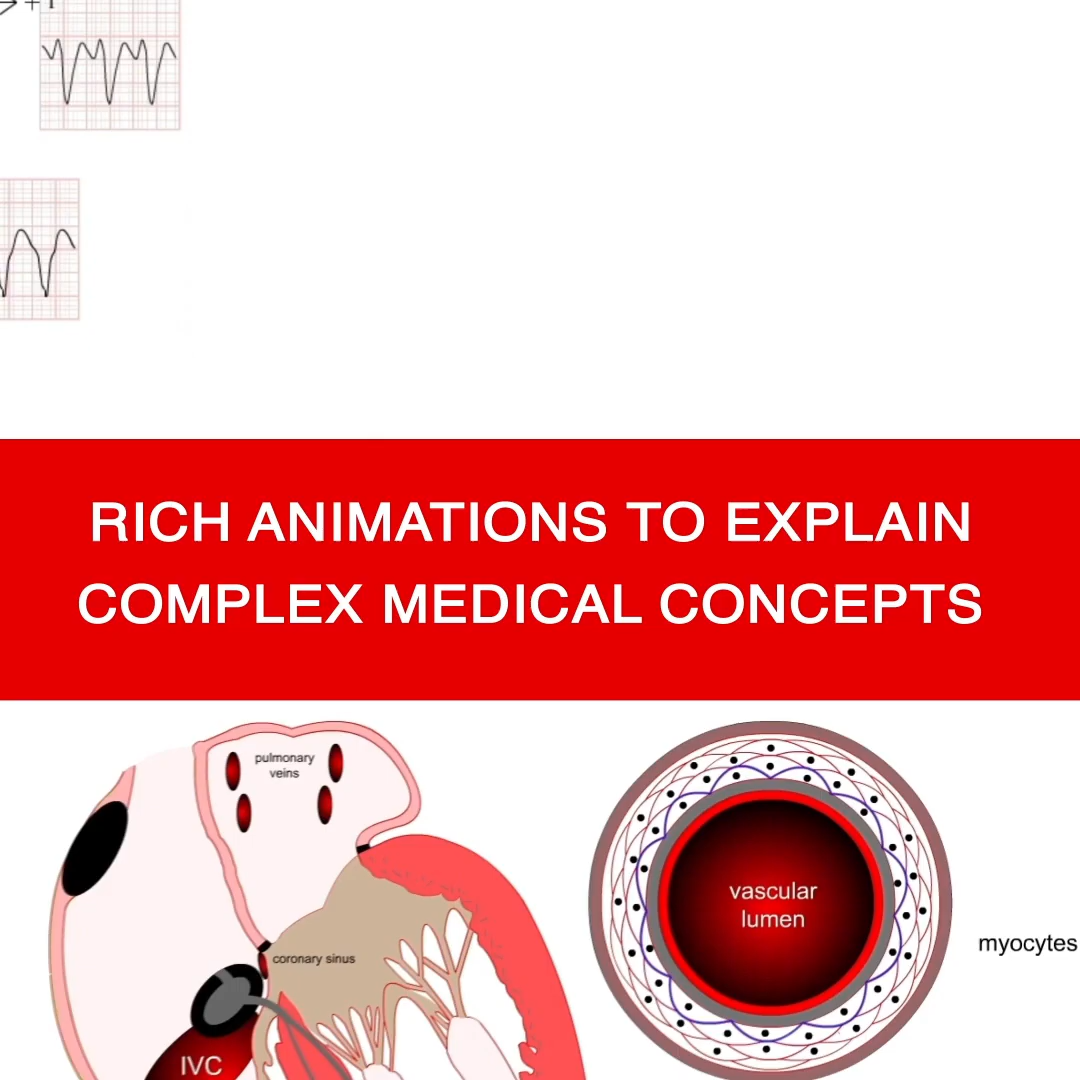 RICH ANIMATIONS TO EXPLAIN
COMPLEX MEDICAL CONCEPTS
pulmonary
veins
coronary sinus
IVC
vascular
lumen
myocytes